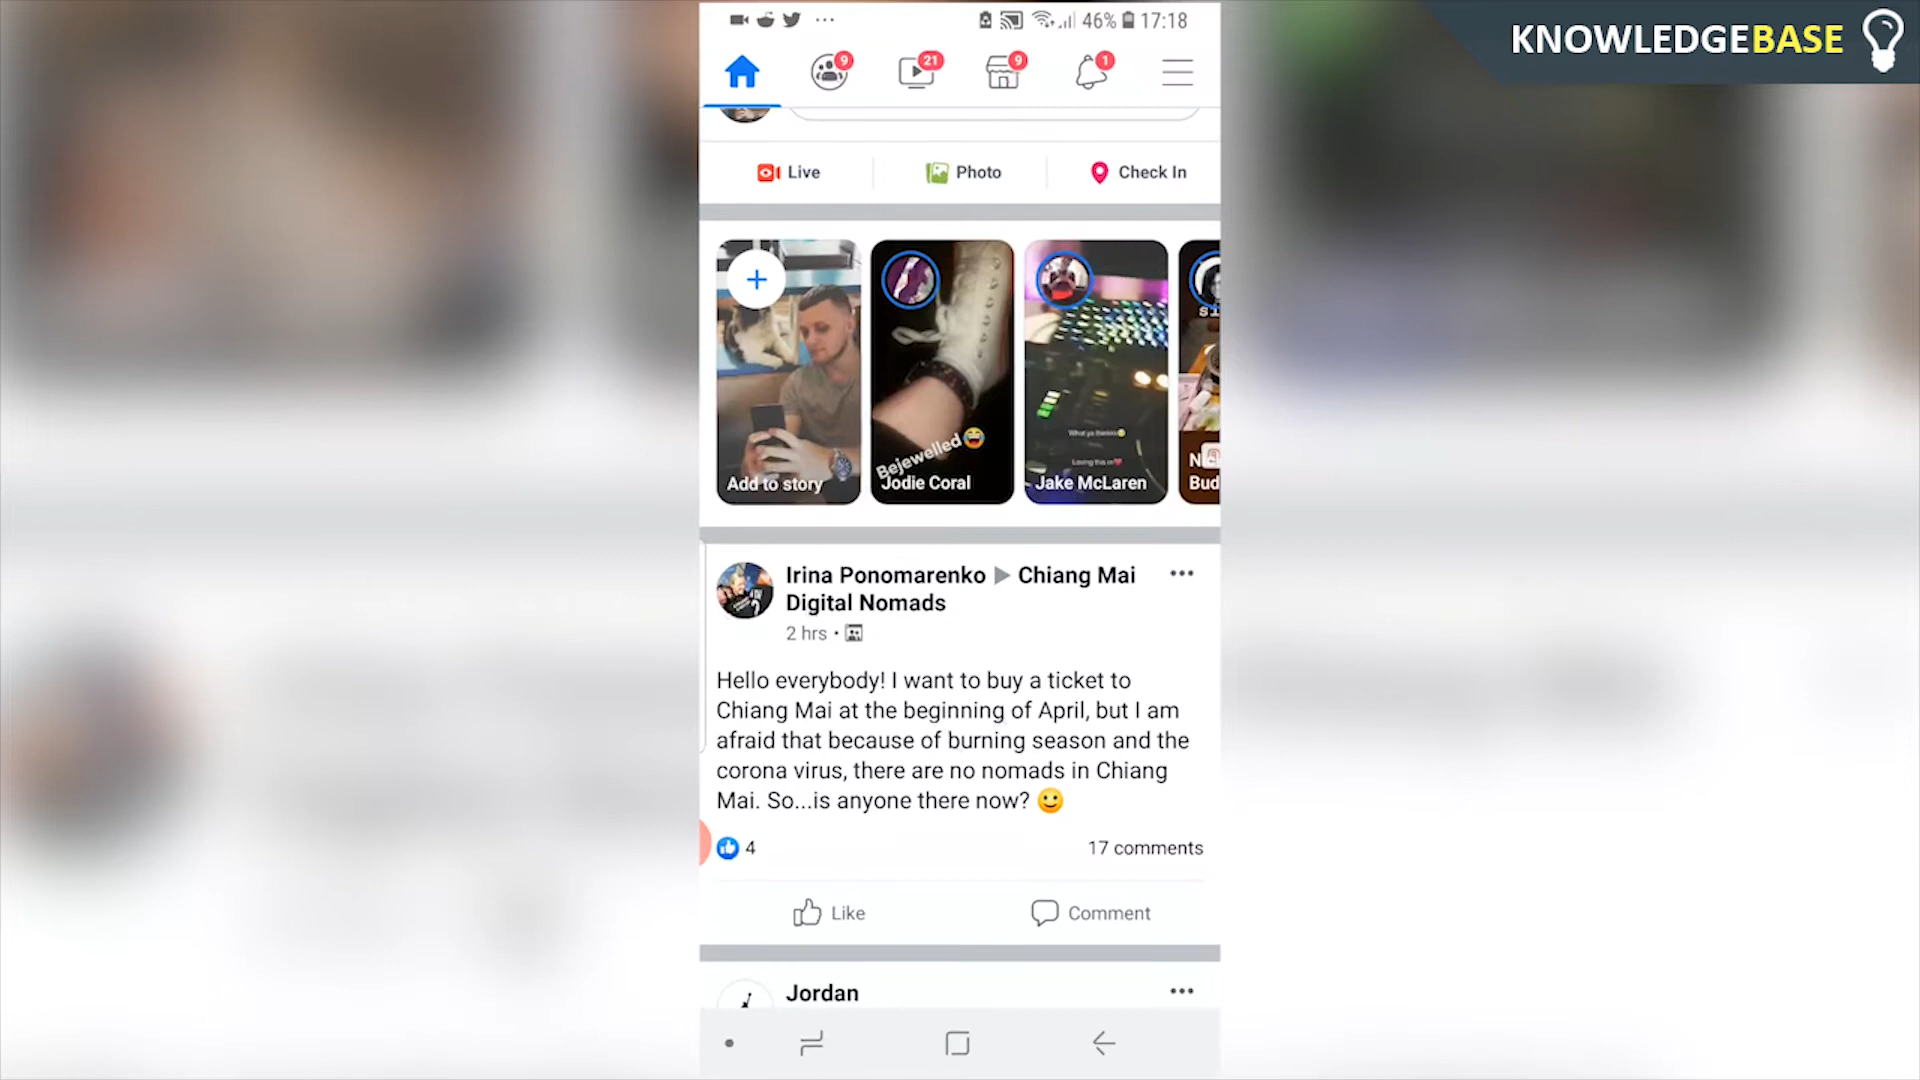 46% 17:18
KNOWLEDGEBASE
9 21 9 1
Live Photo Check In
Bejewelled
What ya thinkkk
Loving this in
Add to story Jodie Coral Jake McLaren Bud
Irina Ponomarenko ▶ Chiang Mai
Digital Nomads
2 hrs •
Hello everybody! I want to buy a ticket to
Chiang Mai at the beginning of April, but I am
afraid that because of burning season and the
corona virus, there are no nomads in Chiang
Mai. So...is anyone there now? 🙂
4 17 comments
Like Comment
Jordan